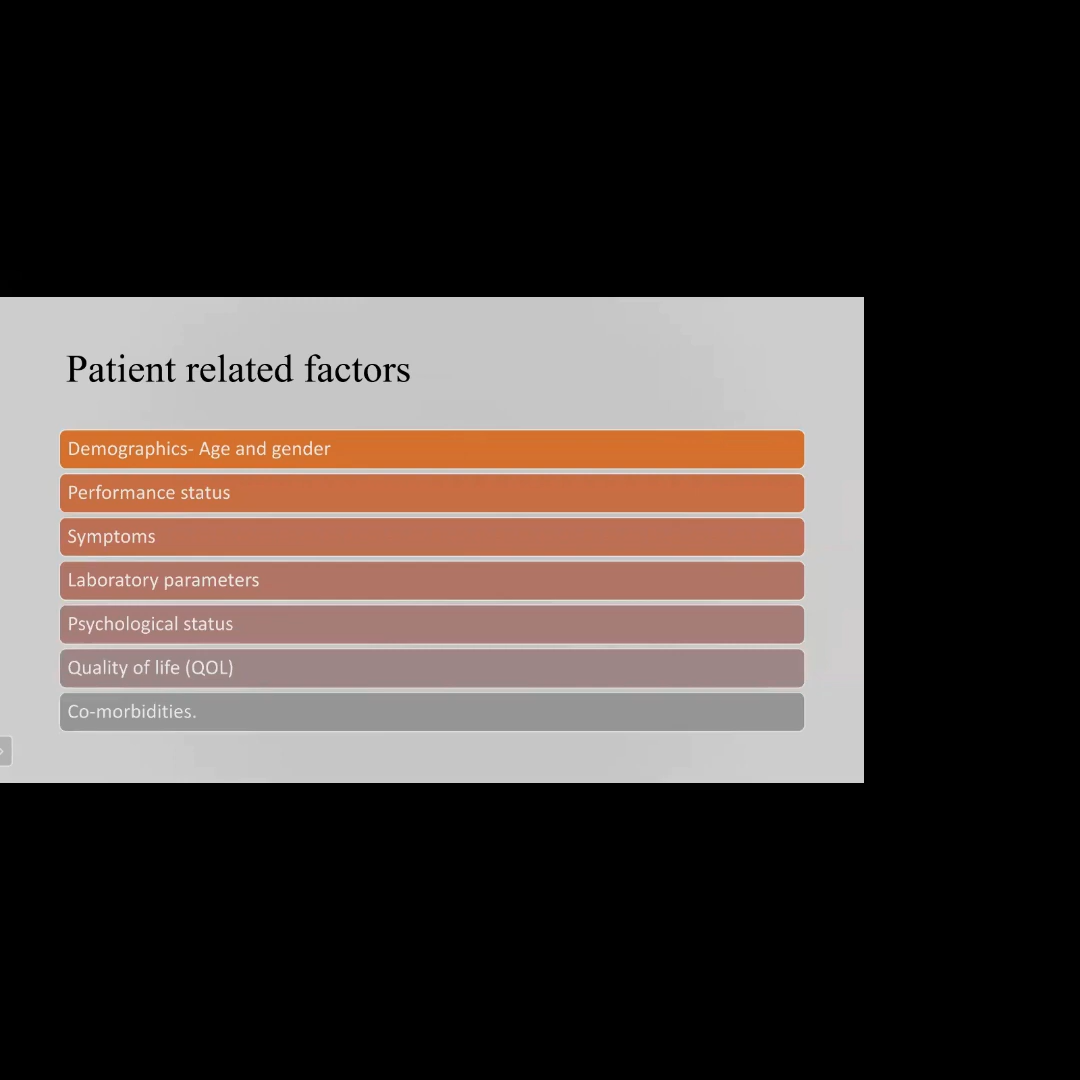 Patient related factors
Demographics- Age and gender
Performance status
Symptoms
Laboratory parameters
Psychological status
Quality of life (QOL)
Co-morbidities.